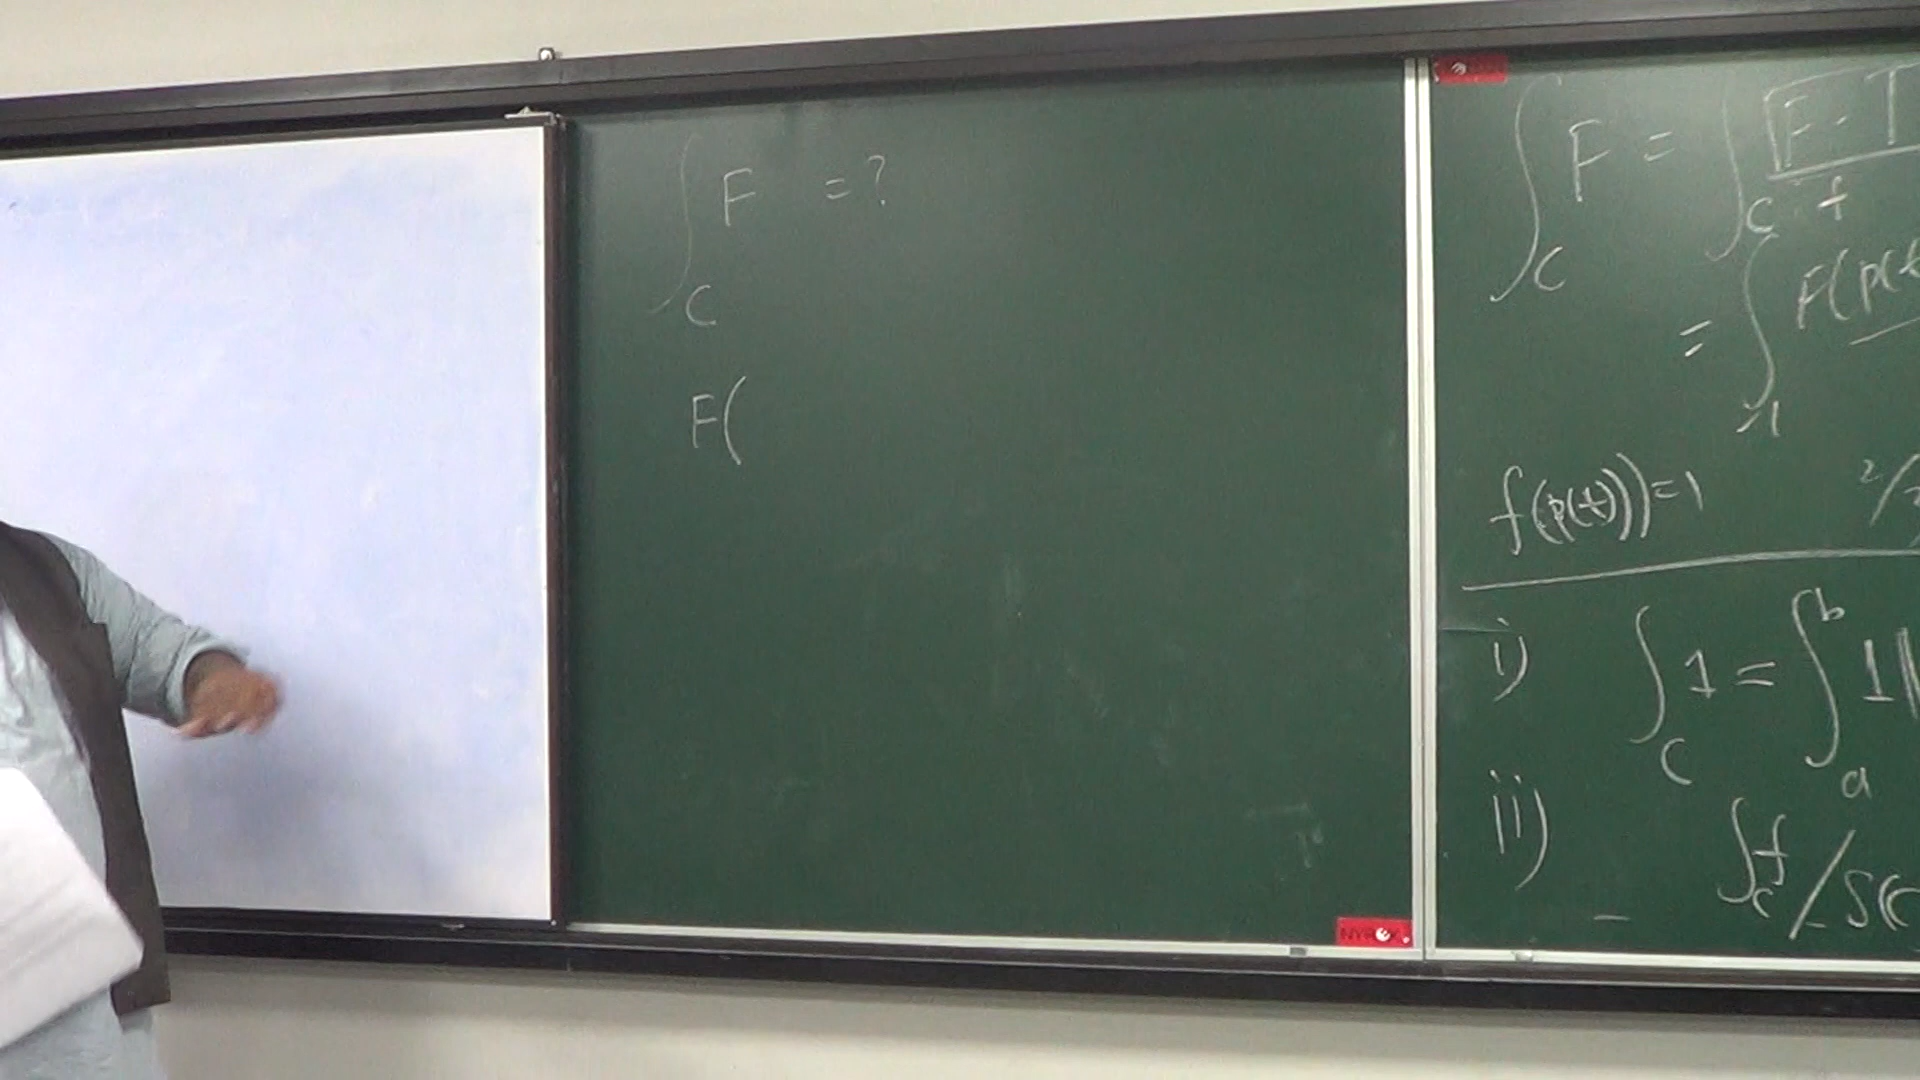 ∫_C F = ?
F(
∫_C F = ∫_C F · T
f
= ∫ F(p(t
-1
f(p(t)) = 1
i) ∫_C 1 = ∫_a^b 1 ||
ii) ∫_C f / S(C